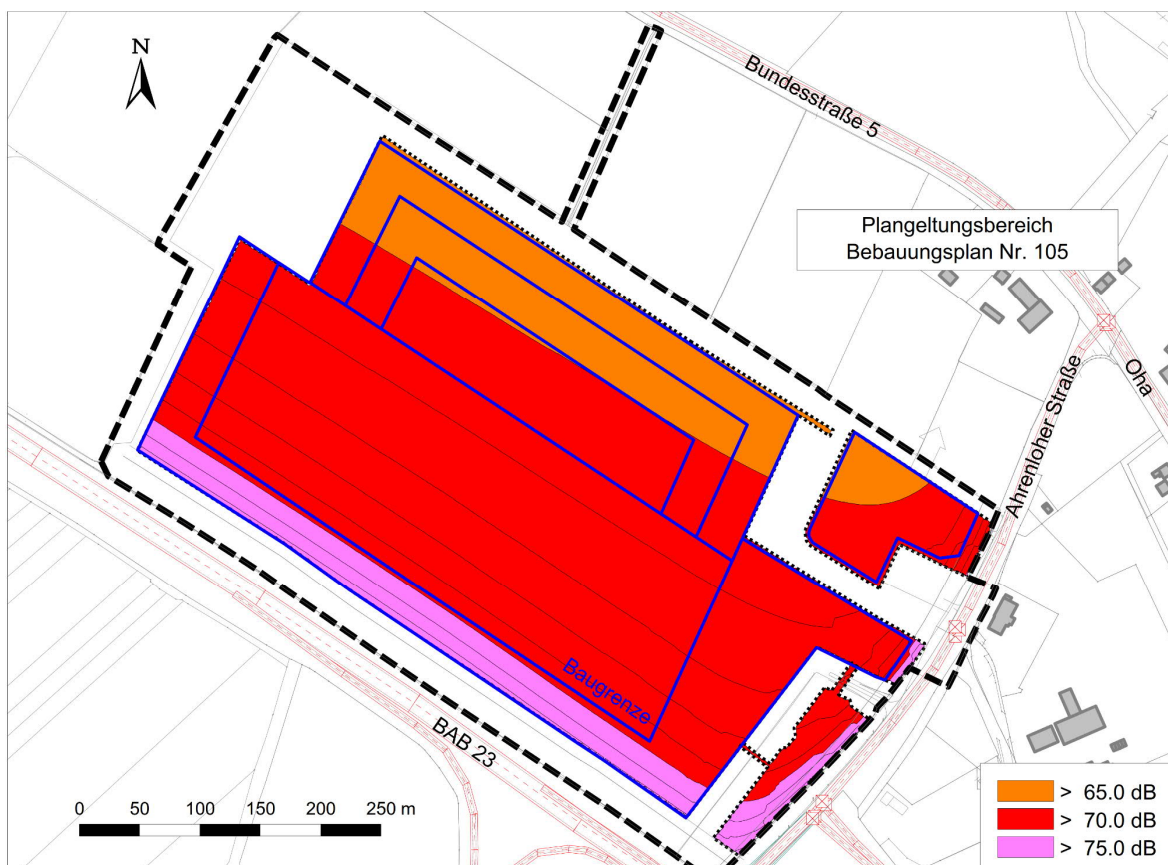 N
Bundesstraße 5
Plangeltungsbereich
Bebauungsplan Nr. 105
Oha
Ahrenloher Straße
Baugrenze
BAB 23
0 50 100 150 200 250 m
> 65.0 dB
> 70.0 dB
> 75.0 dB